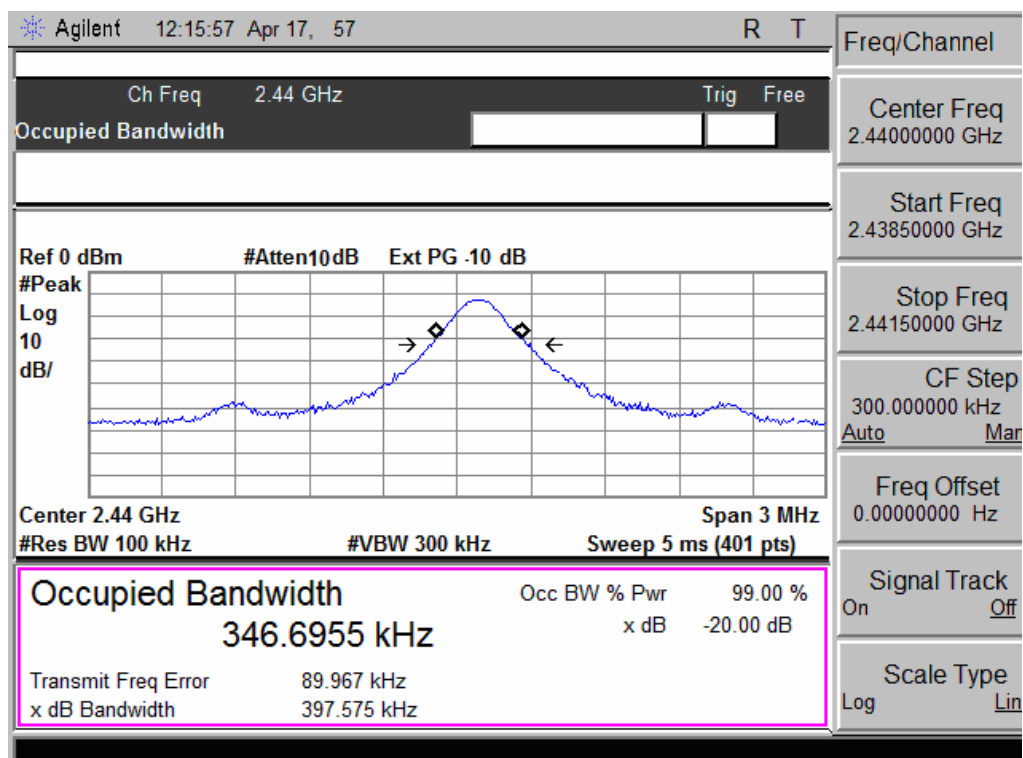 Agilent 12:15:57 Apr 17, 57 R T
Ch Freq 2.44 GHz Trig Free
Occupied Bandwidth
Ref 0 dBm #Atten10dB Ext PG -10 dB
#Peak
Log
10
dB/
Center 2.44 GHz Span 3 MHz
#Res BW 100 kHz #VBW 300 kHz Sweep 5 ms (401 pts)
Occupied Bandwidth Occ BW % Pwr 99.00 %
346.6955 kHz x dB -20.00 dB
Transmit Freq Error 89.967 kHz
x dB Bandwidth 397.575 kHz
Freq/Channel
Center Freq
2.44000000 GHz
Start Freq
2.43850000 GHz
Stop Freq
2.44150000 GHz
CF Step
300.000000 kHz
Auto Man
Freq Offset
0.00000000 Hz
Signal Track
On Off
Scale Type
Log Lin